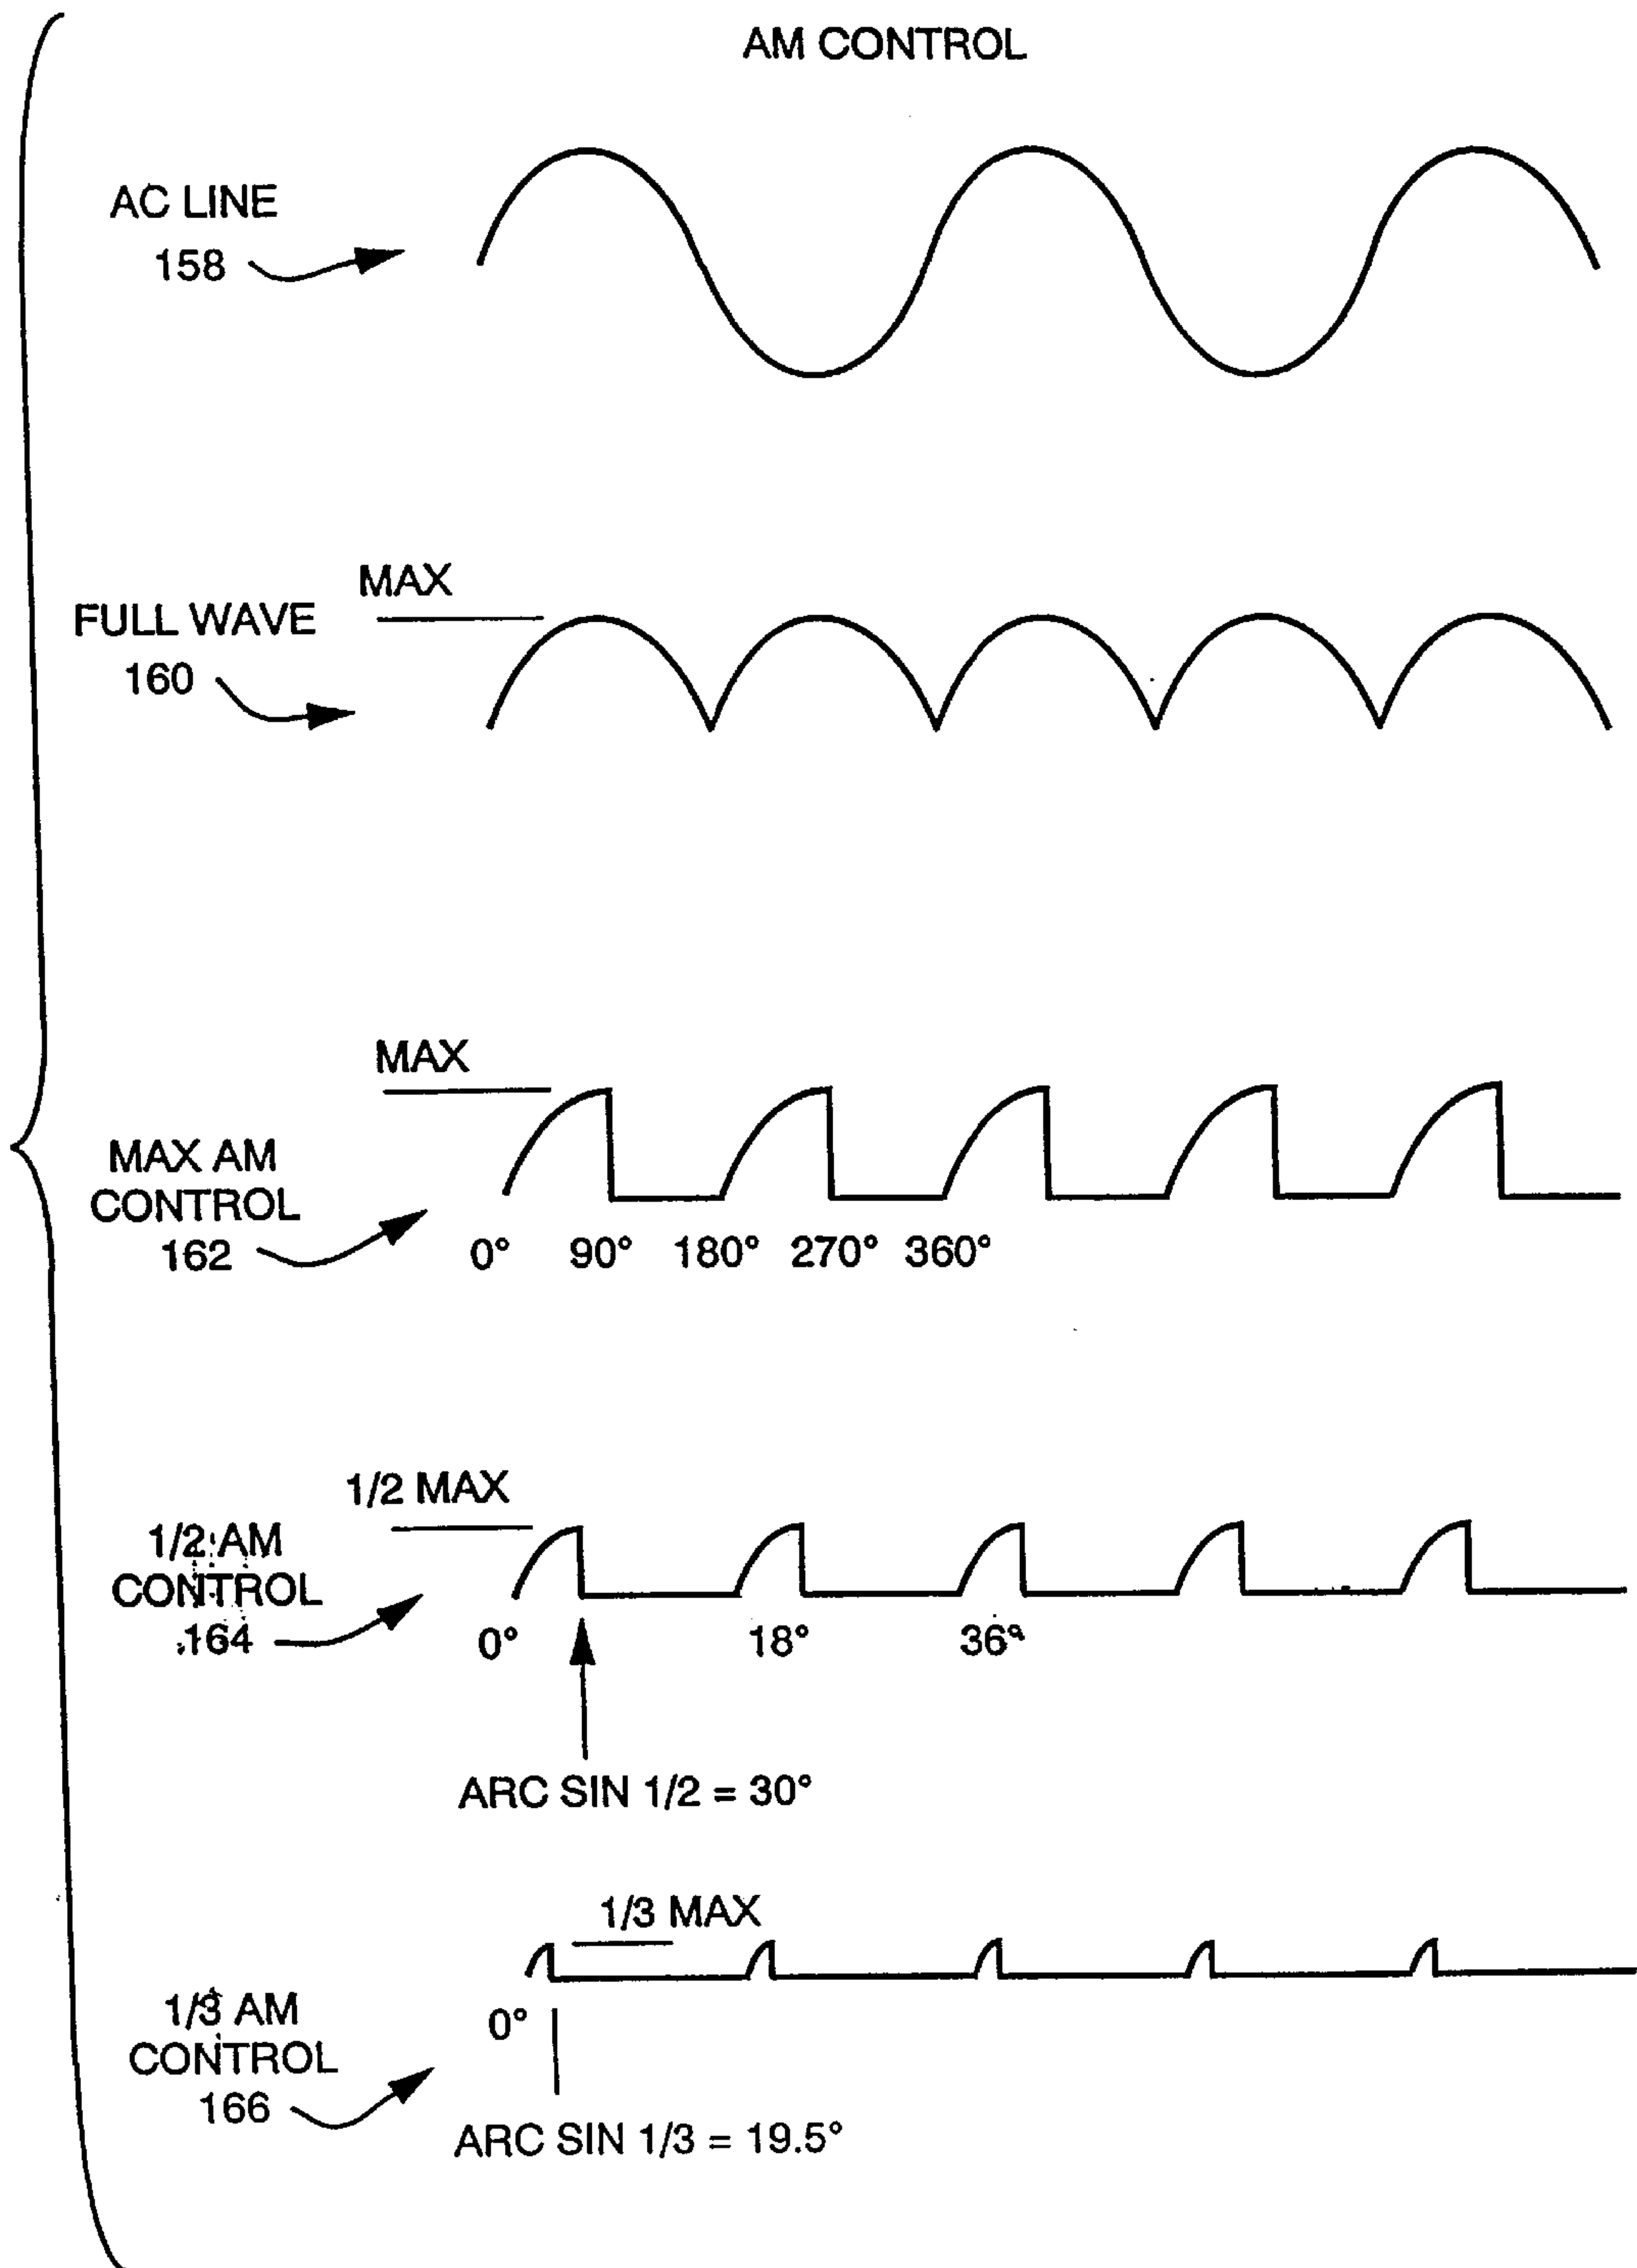 AM CONTROL
AC LINE
158
MAX
FULL WAVE
160
MAX
MAX AM
CONTROL
162
0° 90° 180° 270° 360°
1/2 MAX
1/2 AM
CONTROL
164
0° 18° 36°
ARC SIN 1/2 = 30°
1/3 MAX
1/3 AM
CONTROL
166
0°
ARC SIN 1/3 = 19.5°